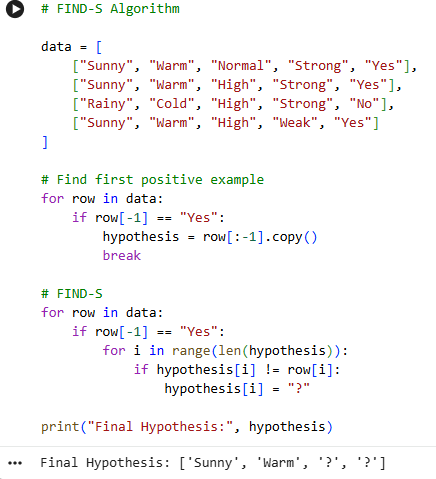 # FIND-S Algorithm

data = [
    ["Sunny", "Warm", "Normal", "Strong", "Yes"],
    ["Sunny", "Warm", "High", "Strong", "Yes"],
    ["Rainy", "Cold", "High", "Strong", "No"],
    ["Sunny", "Warm", "High", "Weak", "Yes"]
]

# Find first positive example
for row in data:
    if row[-1] == "Yes":
        hypothesis = row[:-1].copy()
        break

# FIND-S
for row in data:
    if row[-1] == "Yes":
        for i in range(len(hypothesis)):
            if hypothesis[i] != row[i]:
                hypothesis[i] = "?"

print("Final Hypothesis:", hypothesis)
Final Hypothesis: ['Sunny', 'Warm', '?', '?']